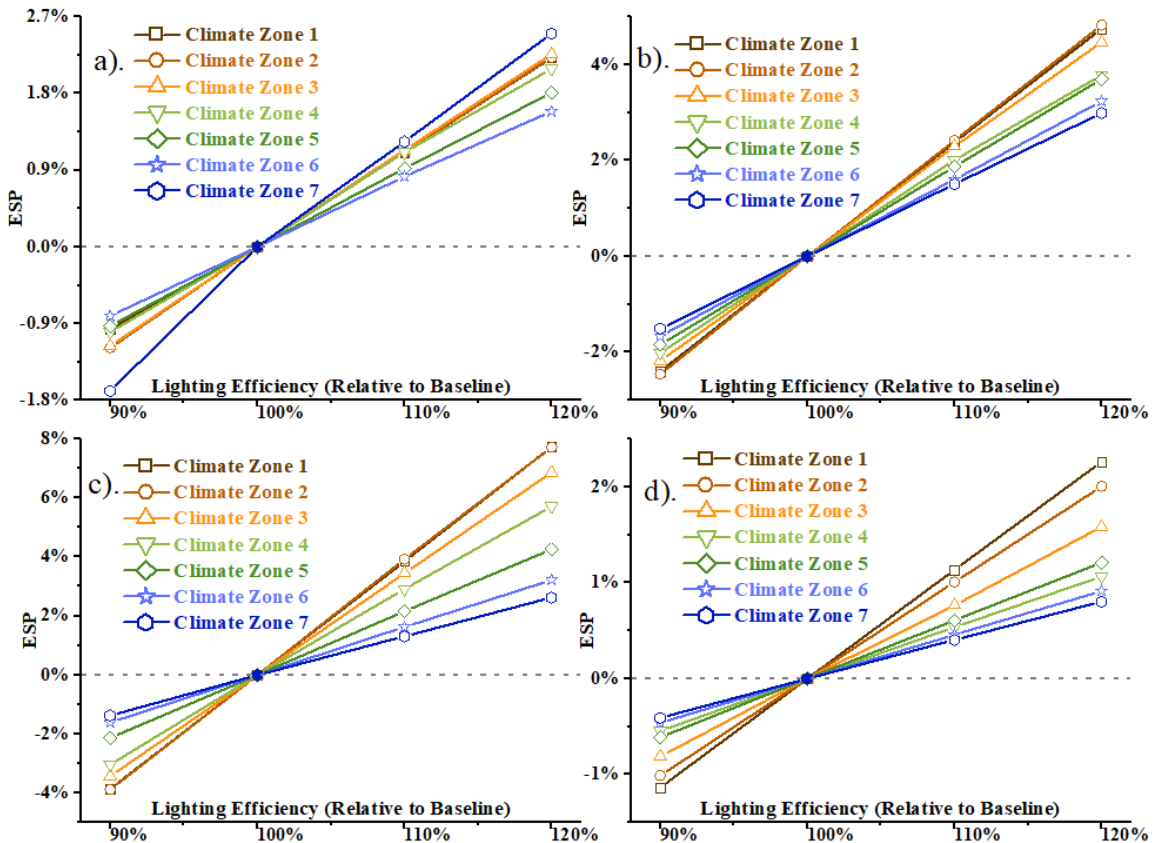 a).
ESP
2.7%
1.8%
0.9%
0.0%
-0.9%
-1.8%
Climate Zone 1
Climate Zone 2
Climate Zone 3
Climate Zone 4
Climate Zone 5
Climate Zone 6
Climate Zone 7
Lighting Efficiency (Relative to Baseline)
90%
100%
110%
120%
b).
ESP
4%
2%
0%
-2%
Climate Zone 1
Climate Zone 2
Climate Zone 3
Climate Zone 4
Climate Zone 5
Climate Zone 6
Climate Zone 7
Lighting Efficiency (Relative to Baseline)
90%
100%
110%
120%
c).
ESP
8%
6%
4%
2%
0%
-2%
-4%
Climate Zone 1
Climate Zone 2
Climate Zone 3
Climate Zone 4
Climate Zone 5
Climate Zone 6
Climate Zone 7
Lighting Efficiency (Relative to Baseline)
90%
100%
110%
120%
d).
ESP
2%
1%
0%
-1%
Climate Zone 1
Climate Zone 2
Climate Zone 3
Climate Zone 4
Climate Zone 5
Climate Zone 6
Climate Zone 7
Lighting Efficiency (Relative to Baseline)
90%
100%
110%
120%